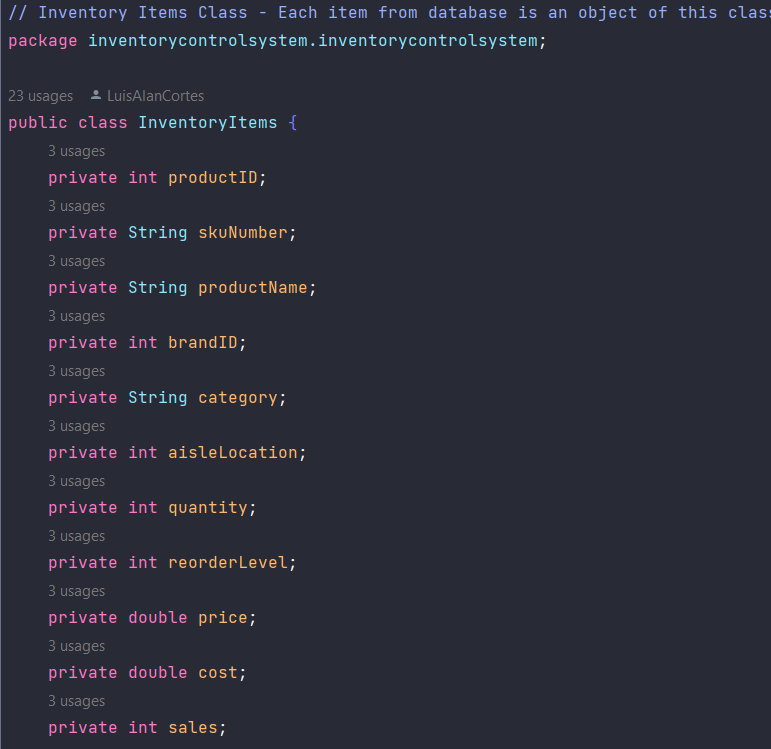 // Inventory Items Class - Each item from database is an object of this clas
package inventorycontrolsystem.inventorycontrolsystem;
23 usages LuisAlanCortes
public class InventoryItems {
3 usages
private int productID;
3 usages
private String skuNumber;
3 usages
private String productName;
3 usages
private int brandID;
3 usages
private String category;
3 usages
private int aisleLocation;
3 usages
private int quantity;
3 usages
private int reorderLevel;
3 usages
private double price;
3 usages
private double cost;
3 usages
private int sales;